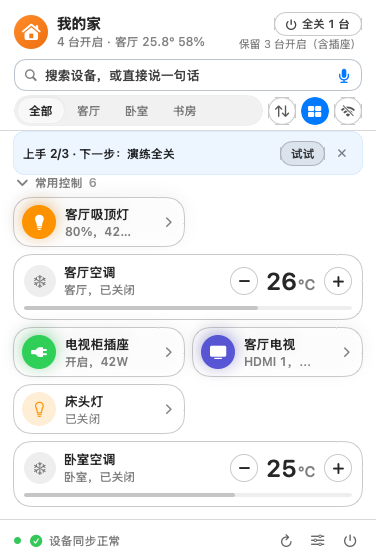 我的家
全关 1 台
4 台开启 · 客厅 25.8° 58%
保留 3 台开启（含插座）
搜索设备，或直接说一句话
全部 客厅 卧室 书房
上手 2/3 · 下一步：演练全关 试试
常用控制 6
客厅吸顶灯
80%，42...
客厅空调
客厅，已关闭
26°C
电视柜插座
开启，42W
客厅电视
HDMI 1，...
床头灯
已关闭
卧室空调
卧室，已关闭
25°C
设备同步正常